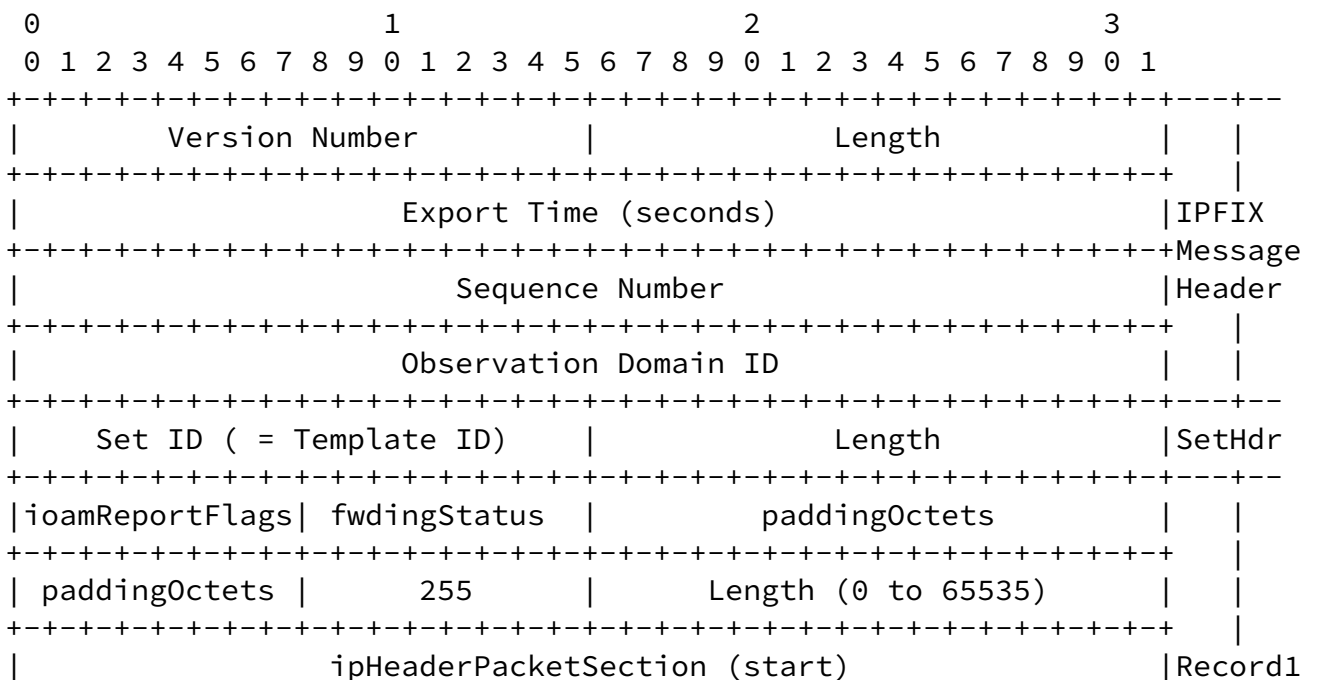 0                   1                   2                   3
 0 1 2 3 4 5 6 7 8 9 0 1 2 3 4 5 6 7 8 9 0 1 2 3 4 5 6 7 8 9 0 1
+-+-+-+-+-+-+-+-+-+-+-+-+-+-+-+-+-+-+-+-+-+-+-+-+-+-+-+-+-+-+-+-+---+--
|        Version Number         |             Length            |   |
+-+-+-+-+-+-+-+-+-+-+-+-+-+-+-+-+-+-+-+-+-+-+-+-+-+-+-+-+-+-+-+-+   |
|                     Export Time (seconds)                     |IPFIX
+-+-+-+-+-+-+-+-+-+-+-+-+-+-+-+-+-+-+-+-+-+-+-+-+-+-+-+-+-+-+-+-+Message
|                        Sequence Number                        |Header
+-+-+-+-+-+-+-+-+-+-+-+-+-+-+-+-+-+-+-+-+-+-+-+-+-+-+-+-+-+-+-+-+   |
|                     Observation Domain ID                     |   |
+-+-+-+-+-+-+-+-+-+-+-+-+-+-+-+-+-+-+-+-+-+-+-+-+-+-+-+-+-+-+-+-+---+--
|    Set ID ( = Template ID)    |             Length            |SetHdr
+-+-+-+-+-+-+-+-+-+-+-+-+-+-+-+-+-+-+-+-+-+-+-+-+-+-+-+-+-+-+-+-+---+--
|ioamReportFlags| fwdingStatus  |         paddingOctets         |   |
+-+-+-+-+-+-+-+-+-+-+-+-+-+-+-+-+-+-+-+-+-+-+-+-+-+-+-+-+-+-+-+-+   |
| paddingOctets |      255      |      Length (0 to 65535)      |   |
+-+-+-+-+-+-+-+-+-+-+-+-+-+-+-+-+-+-+-+-+-+-+-+-+-+-+-+-+-+-+-+-+   |
|                 ipHeaderPacketSection (start)                 |Record1